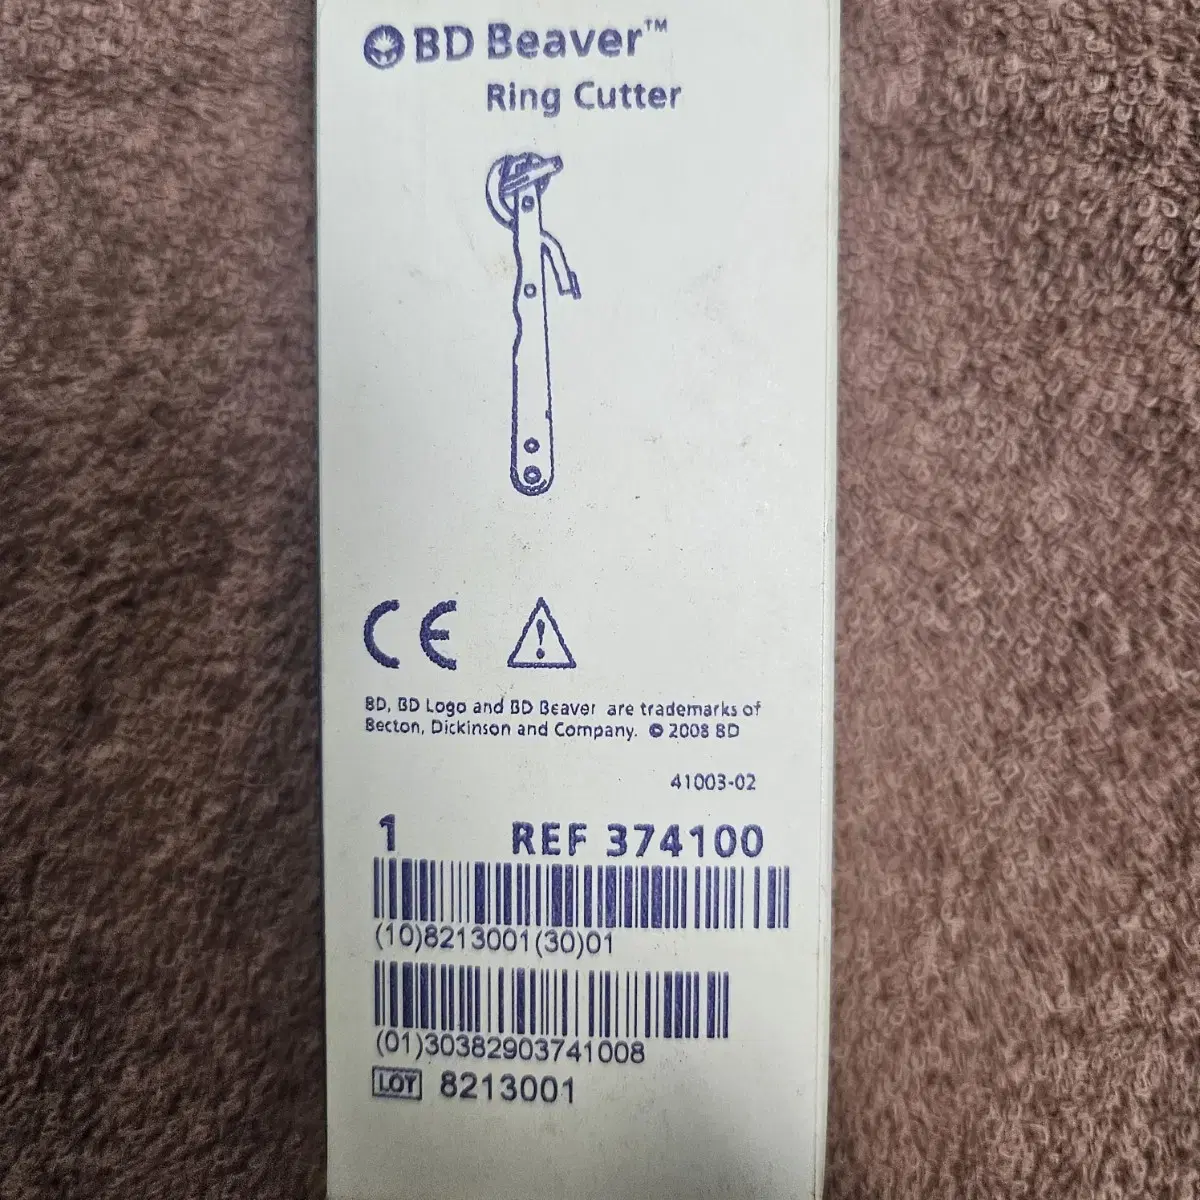 BD Beaver™
Ring Cutter
CE
BD, BD Logo and BD Beaver are trademarks of
Becton, Dickinson and Company. © 2008 BD
41003-02
1 REF 374100
(10)8213001(30)01
(01)30382903741008
LOT 8213001